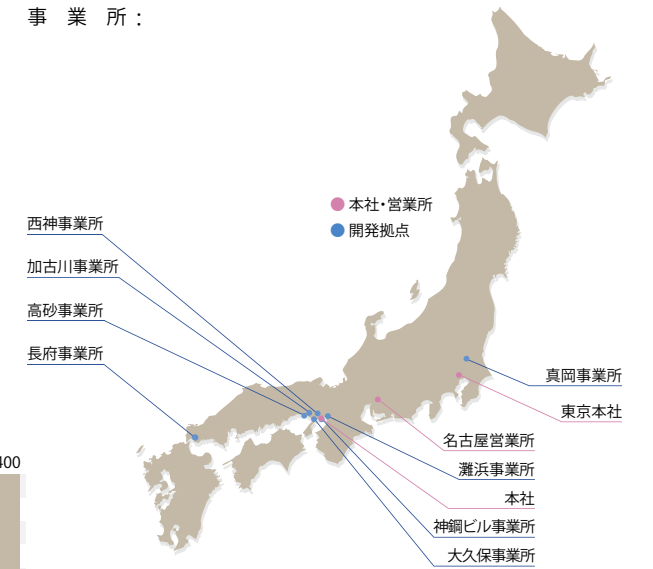 事 業 所：
本社・営業所
開発拠点
西神事業所
加古川事業所
高砂事業所
長府事業所
真岡事業所
東京本社
名古屋営業所
灘浜事業所
本社
神鋼ビル事業所
大久保事業所
400